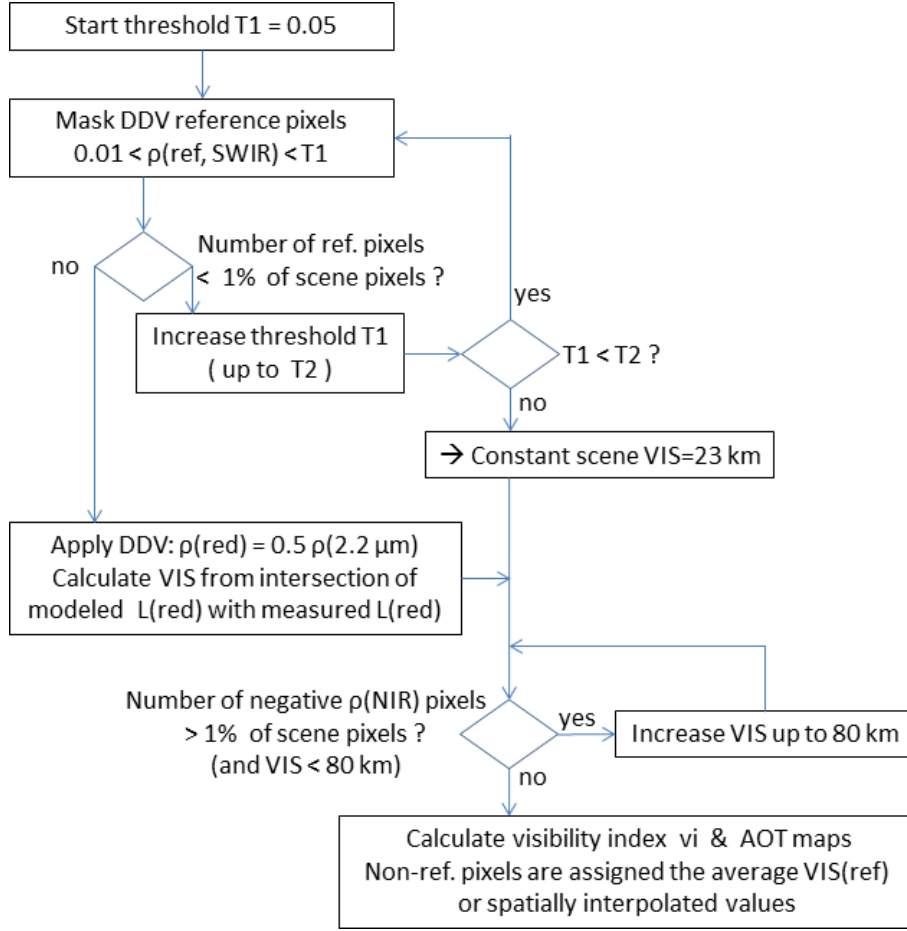 Start threshold T1 = 0.05
Mask DDV reference pixels
0.01 < ρ(ref, SWIR) < T1
no
Number of ref. pixels
< 1% of scene pixels ?
Increase threshold T1
( up to T2 )
yes
T1 < T2 ?
no
→ Constant scene VIS=23 km
Apply DDV: ρ(red) = 0.5 ρ(2.2 µm)
Calculate VIS from intersection of
modeled L(red) with measured L(red)
Number of negative ρ(NIR) pixels
> 1% of scene pixels ?
(and VIS < 80 km)
yes
Increase VIS up to 80 km
no
Calculate visibility index vi & AOT maps
Non-ref. pixels are assigned the average VIS(ref)
or spatially interpolated values